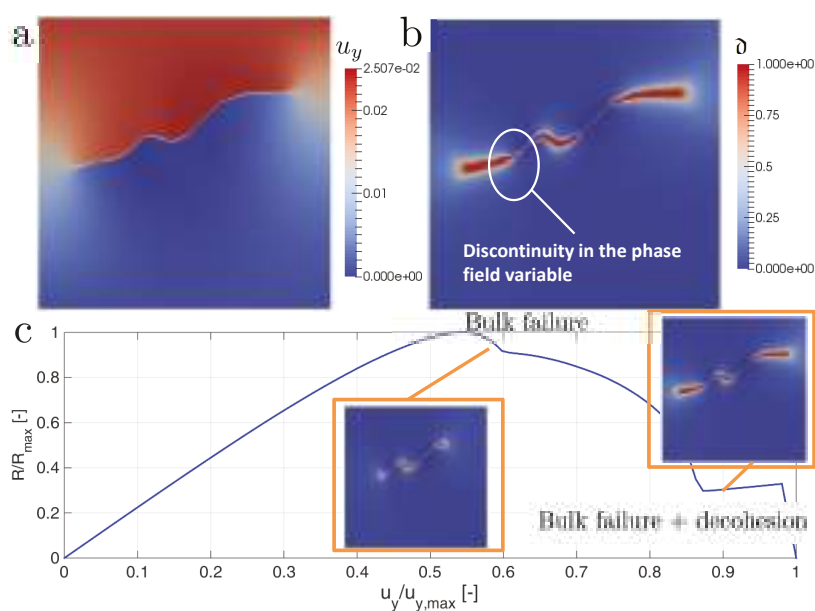 a
u_y
2.507e-02
0.02
0.01
0.000e+00
b
𝔡
1.000e+00
0.75
0.5
0.25
0.000e+00
Discontinuity in the phase
field variable
c
Bulk failure
Bulk failure + decohesion
R/R_max [-]
1
0.8
0.6
0.4
0.2
0
0 0.1 0.2 0.3 0.4 0.5 0.6 0.7 0.8 0.9 1
u_y/u_y,max [-]